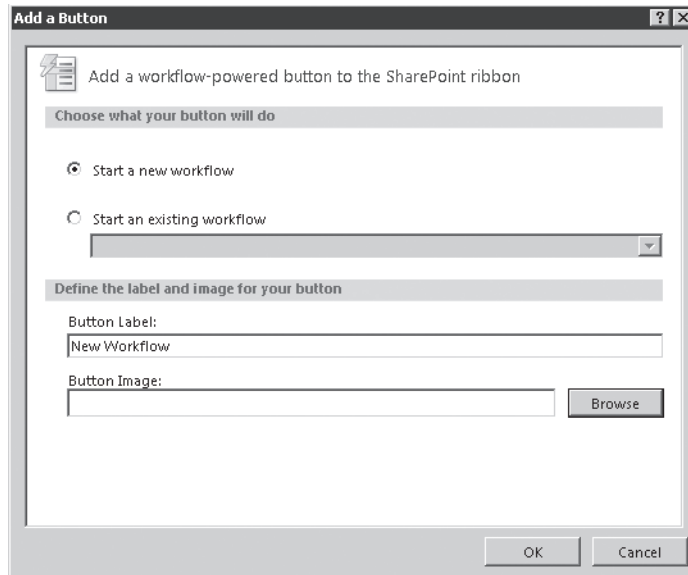 Add a Button
Add a workflow-powered button to the SharePoint ribbon
Choose what your button will do
Start a new workflow
Start an existing workflow
Define the label and image for your button
Button Label:
New Workflow
Button Image:
Browse
OK Cancel